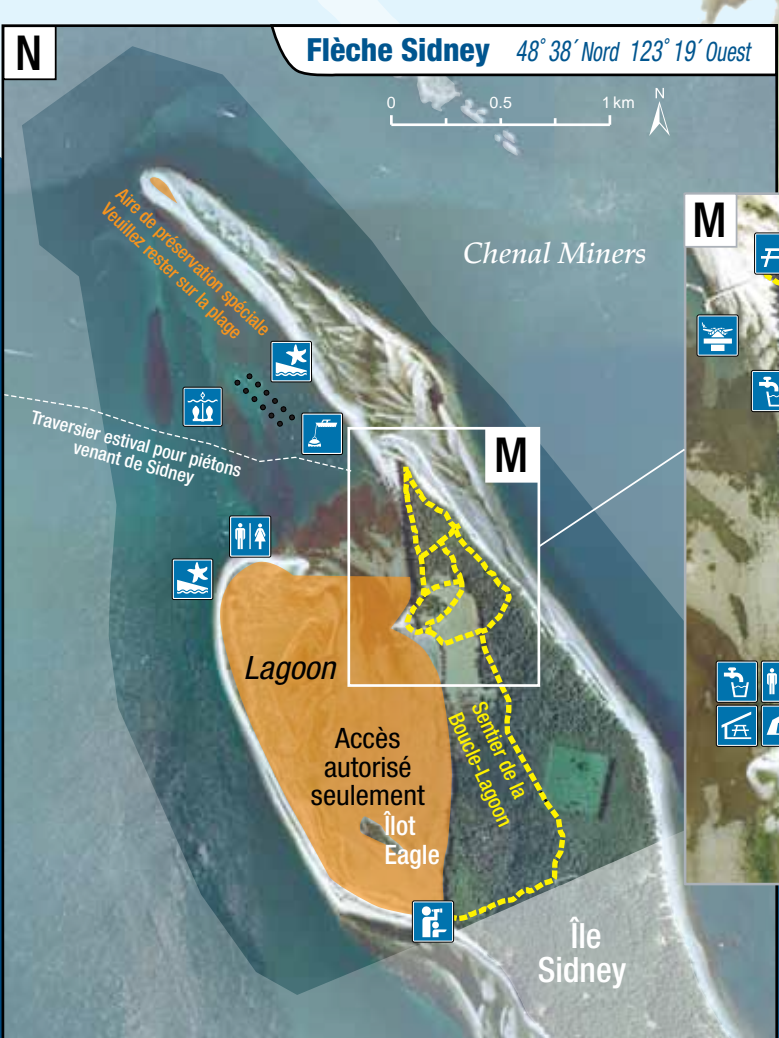 N
Flèche Sidney 48° 38´ Nord 123° 19´ Ouest
0 0.5 1 km
N
Aire de préservation spéciale
Veuillez rester sur la plage
Chenal Miners
M
Traversier estival pour piétons
venant de Sidney
M
Lagoon
Accès
autorisé
seulement
Îlot
Eagle
Sentier de la
Boucle-Lagoon
Île
Sidney